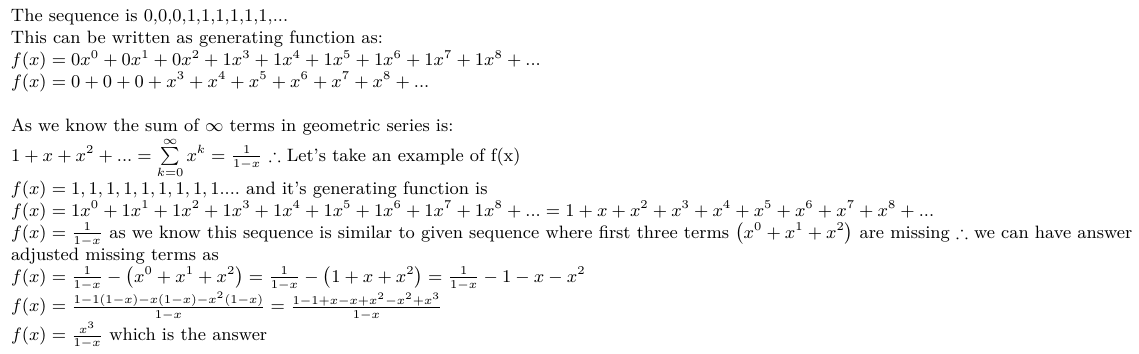 The sequence is 0,0,0,1,1,1,1,1,1,...
This can be written as generating function as:
$f(x) = 0x^0 + 0x^1 + 0x^2 + 1x^3 + 1x^4 + 1x^5 + 1x^6 + 1x^7 + 1x^8 + ...$
$f(x) = 0 + 0 + 0 + x^3 + x^4 + x^5 + x^6 + x^7 + x^8 + ...$
As we know the sum of $\infty$ terms in geometric series is:
$1 + x + x^2 + ... = \sum_{k=0}^{\infty} x^k = \frac{1}{1-x}$ $\therefore$ Let's take an example of f(x)
$f(x) = 1, 1, 1, 1, 1, 1, 1, 1, 1....$ and it's generating function is
$f(x) = 1x^0 + 1x^1 + 1x^2 + 1x^3 + 1x^4 + 1x^5 + 1x^6 + 1x^7 + 1x^8 + ... = 1 + x + x^2 + x^3 + x^4 + x^5 + x^6 + x^7 + x^8 + ...$
$f(x) = \frac{1}{1-x}$ as we know this sequence is similar to given sequence where first three terms $(x^0 + x^1 + x^2)$ are missing $\therefore$ we can have answer
adjusted missing terms as
$f(x) = \frac{1}{1-x} - (x^0 + x^1 + x^2) = \frac{1}{1-x} - (1 + x + x^2) = \frac{1}{1-x} - 1 - x - x^2$
$f(x) = \frac{1-1(1-x)-x(1-x)-x^2(1-x)}{1-x} = \frac{1-1+x-x+x^2-x^2+x^3}{1-x}$
$f(x) = \frac{x^3}{1-x}$ which is the answer